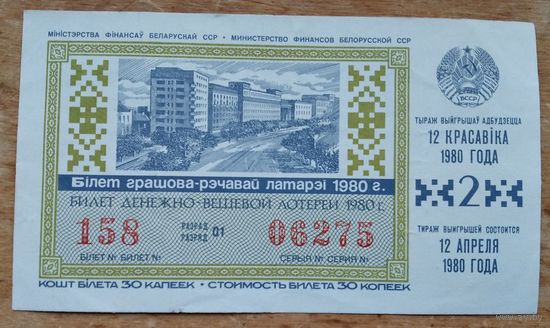 МІНІСТЭРСТВА ФІНАНСАЎ БЕЛАРУСКАЙ ССР · МИНИСТЕРСТВО ФИНАНСОВ БЕЛОРУССКОЙ ССР
БССР
Білет грашова-рэчавай латарэі 1980 г.
БИЛЕТ ДЕНЕЖНО-ВЕЩЕВОЙ ЛОТЕРЕИ 1980 г.
158 РАЗРАД РАЗРЯД 01 06275
БІЛЕТ № БИЛЕТ № СЕРЫЯ № СЕРИЯ №
КОШТ БІЛЕТА 30 КАПЕЕК · СТОИМОСТЬ БИЛЕТА 30 КОПЕЕК
ТЫРАЖ ВЫЙГРЫШАЎ АДБУДЗЕЦЦА
12 КРАСАВІКА
1980 ГОДА
2
ТИРАЖ ВЫИГРЫШЕЙ СОСТОИТСЯ
12 АПРЕЛЯ
1980 ГОДА